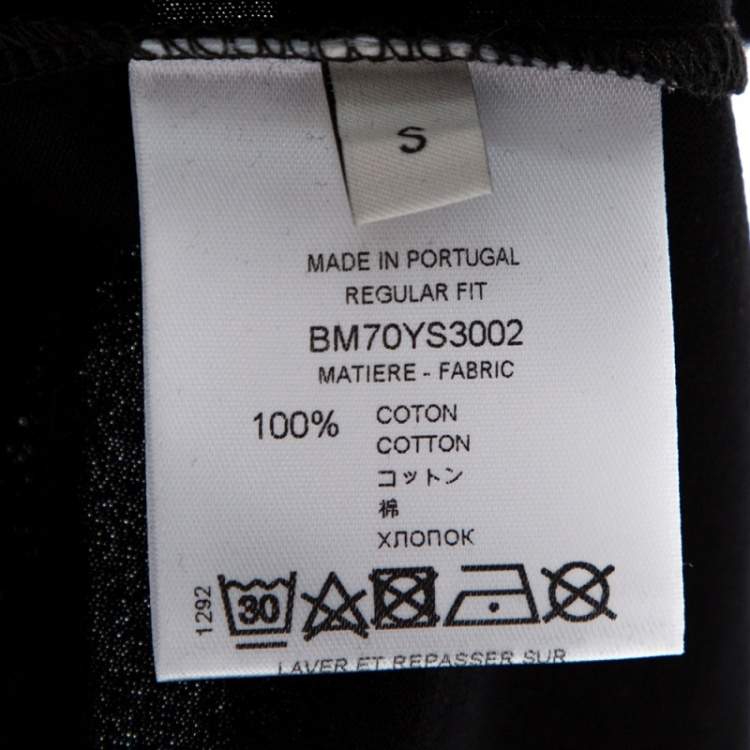 S
MADE IN PORTUGAL
REGULAR FIT
BM70YS3002
MATIERE - FABRIC
100% COTON
COTTON
コットン
棉
ХЛОПОК
1292
30
LAVER ET REPASSER SUR